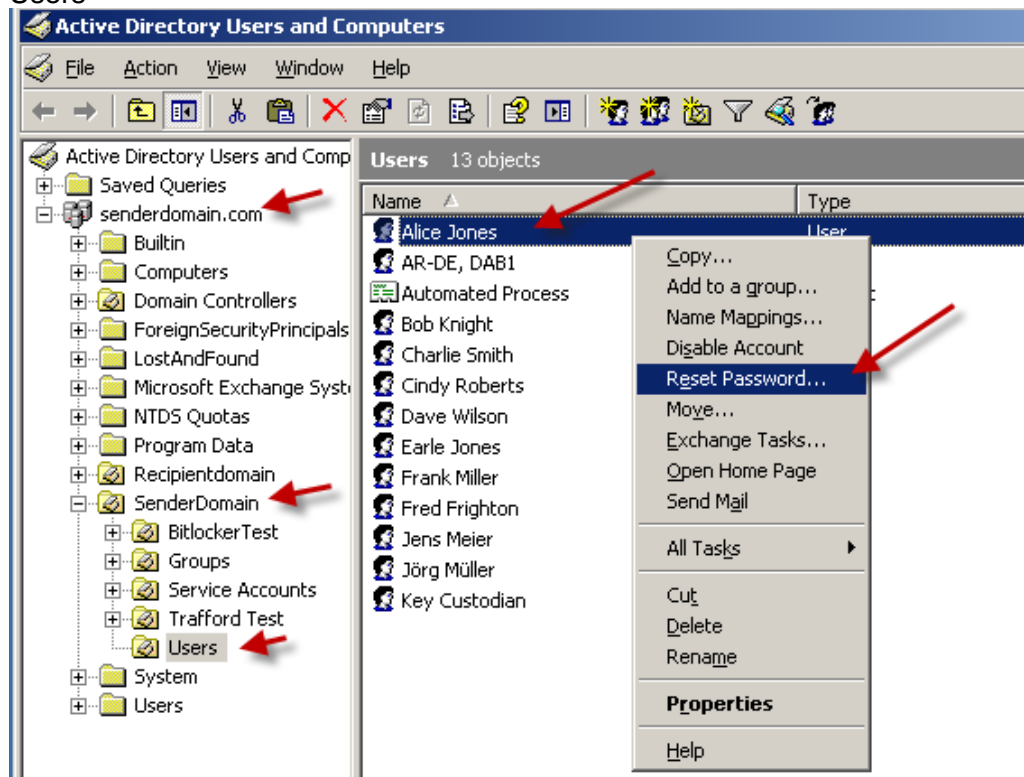 Users
Active Directory Users and Computers
File Action View Window Help
Active Directory Users and Comp
Saved Queries
senderdomain.com
Builtin
Computers
Domain Controllers
ForeignSecurityPrincipals
LostAndFound
Microsoft Exchange Syst
NTDS Quotas
Program Data
Recipientdomain
SenderDomain
BitlockerTest
Groups
Service Accounts
Trafford Test
Users
System
Users
Users 13 objects
Name Type
Alice Jones User
AR-DE, DAB1
Automated Process
Bob Knight
Charlie Smith
Cindy Roberts
Dave Wilson
Earle Jones
Frank Miller
Fred Frighton
Jens Meier
Jörg Müller
Key Custodian
Copy...
Add to a group...
Name Mappings...
Disable Account
Reset Password...
Move...
Exchange Tasks...
Open Home Page
Send Mail
All Tasks
Cut
Delete
Rename
Properties
Help